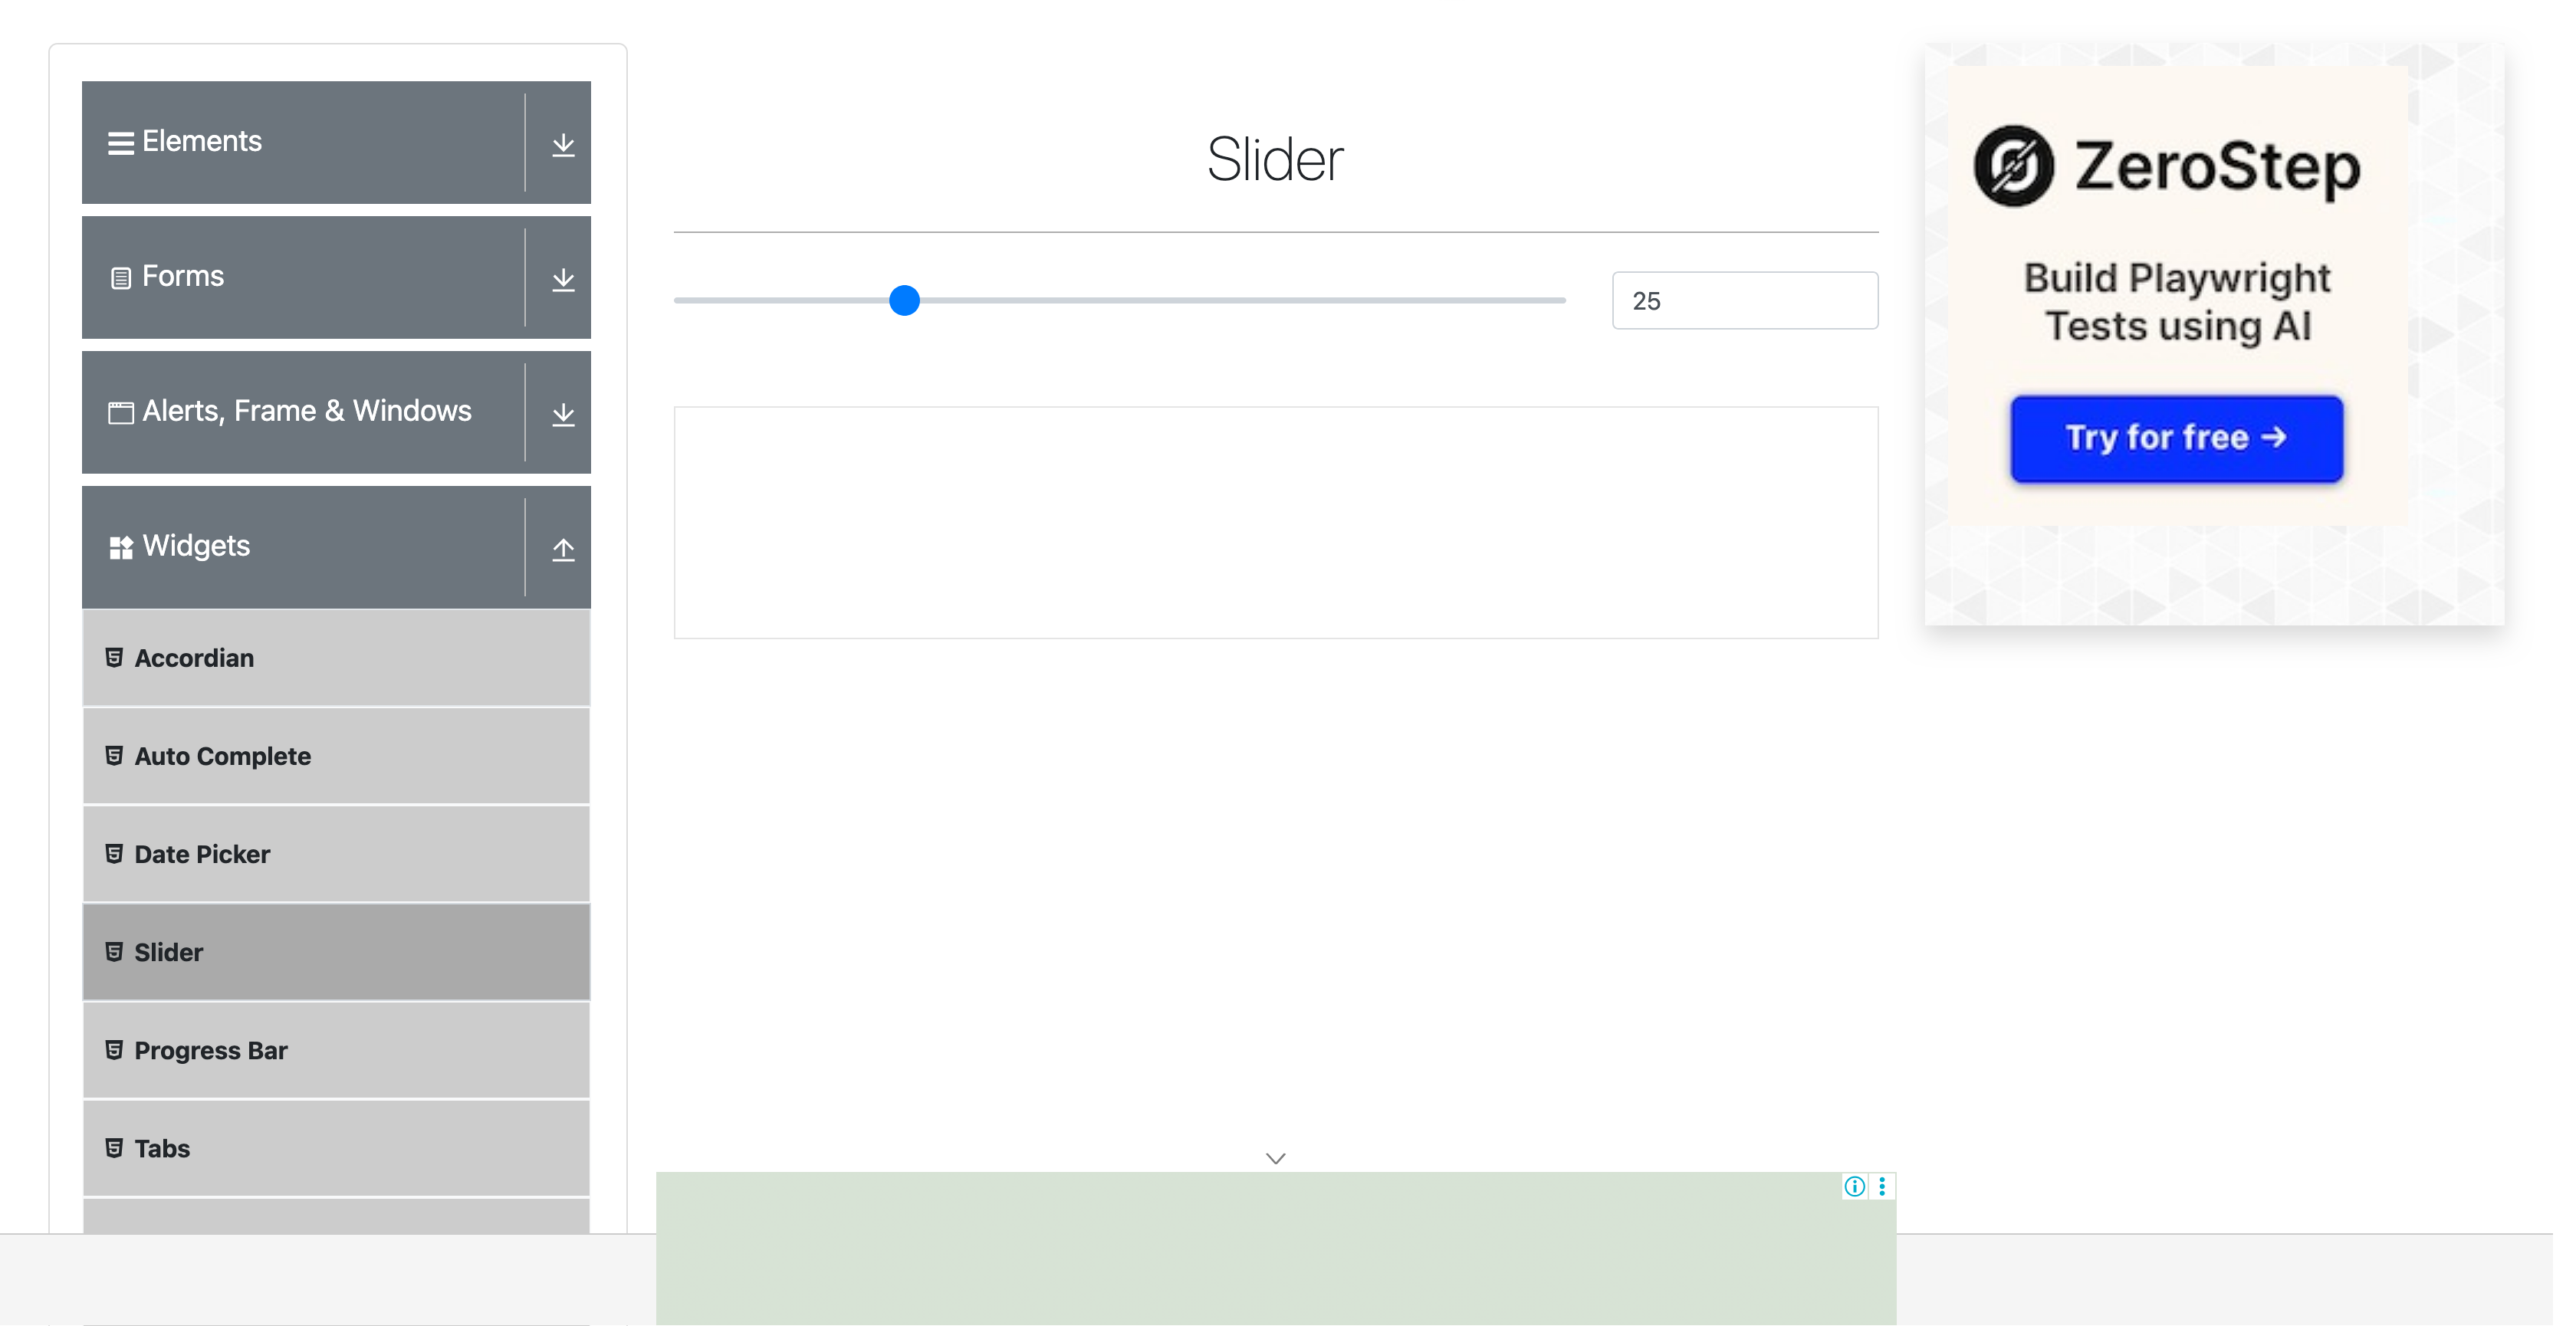 Elements
Forms
Alerts, Frame & Windows
Widgets
Accordian
Auto Complete
Date Picker
Slider
Progress Bar
Tabs
Slider
25
ZeroStep
Build Playwright
Tests using AI
Try for free →